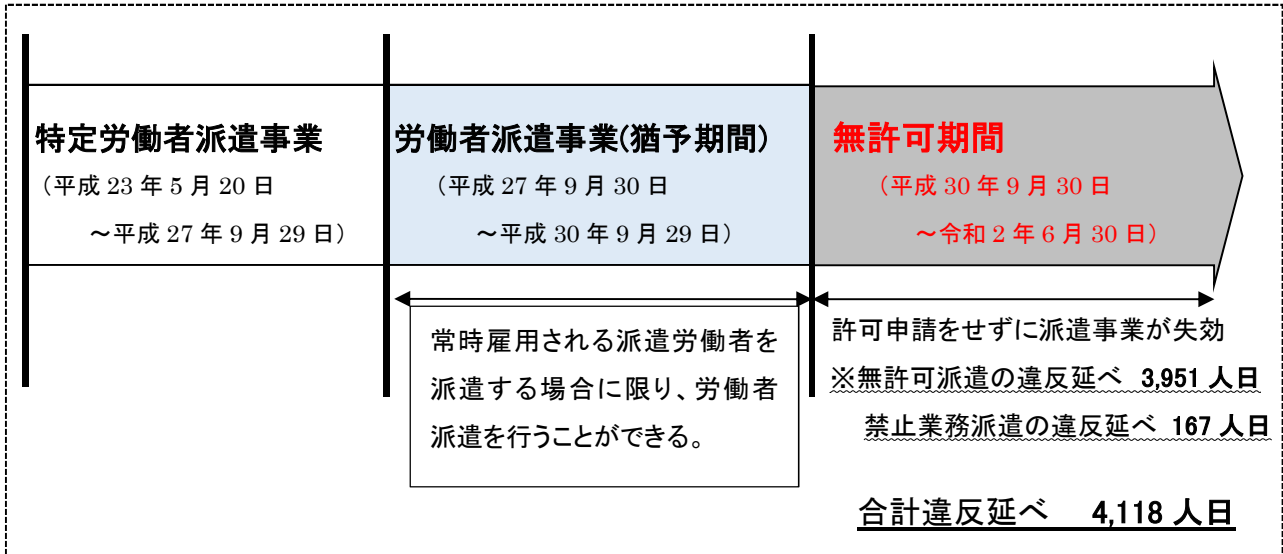 特定労働者派遣事業
（平成 23 年 5 月 20 日
～平成 27 年 9 月 29 日）
労働者派遣事業(猶予期間)
（平成 27 年 9 月 30 日
～平成 30 年 9 月 29 日）
無許可期間
（平成 30 年 9 月 30 日
～令和 2 年 6 月 30 日）
常時雇用される派遣労働者を
派遣する場合に限り、労働者
派遣を行うことができる。
許可申請をせずに派遣事業が失効
※無許可派遣の違反延べ 3,951 人日
禁止業務派遣の違反延べ 167 人日
合計違反延べ 4,118 人日